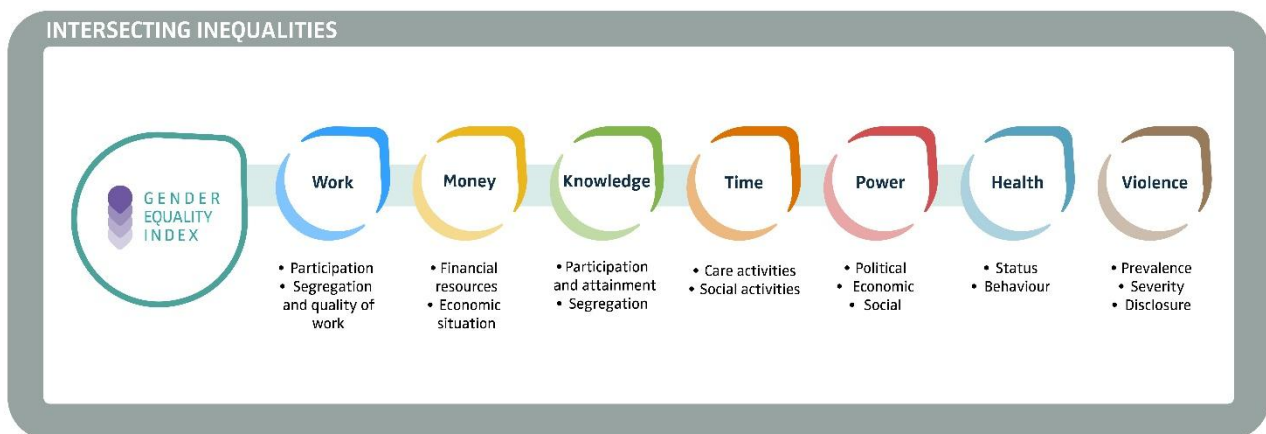 INTERSECTING INEQUALITIES
GENDER
EQUALITY
INDEX
Work
• Participation
• Segregation
and quality of
work
Money
• Financial
resources
• Economic
situation
Knowledge
• Participation
and attainment
• Segregation
Time
• Care activities
• Social activities
Power
• Political
• Economic
• Social
Health
• Status
• Behaviour
Violence
• Prevalence
• Severity
• Disclosure